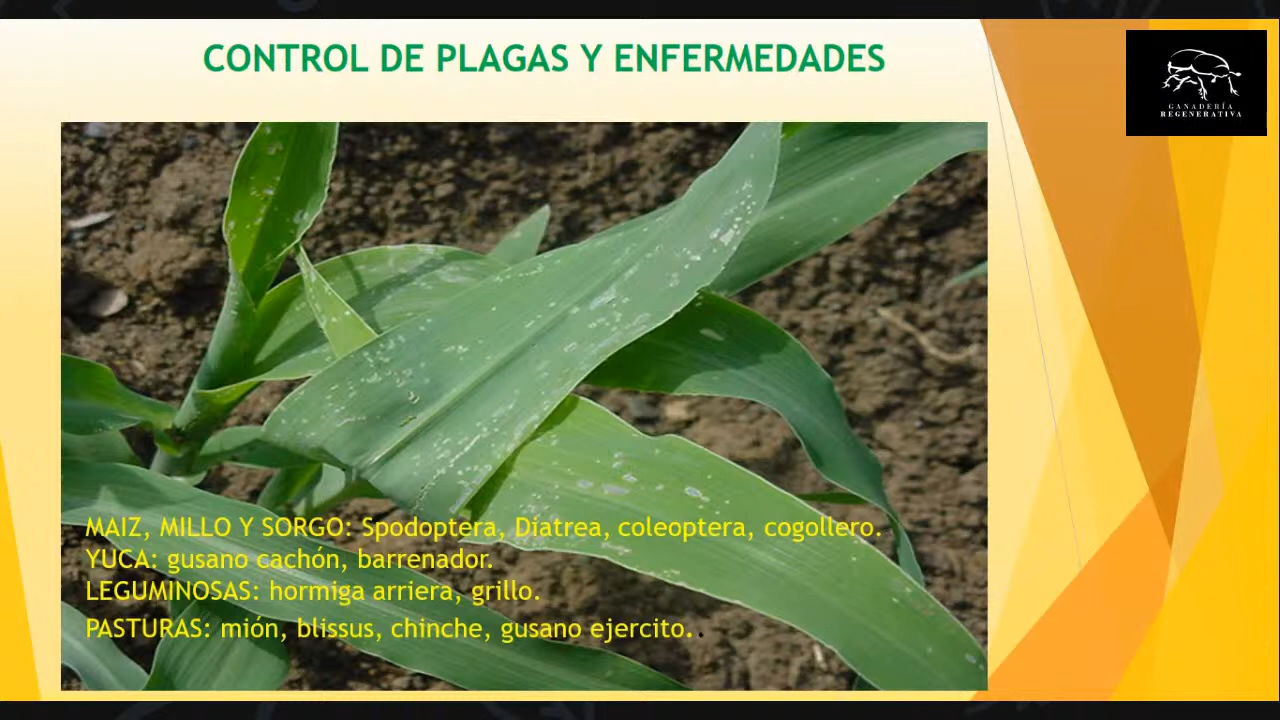 CONTROL DE PLAGAS Y ENFERMEDADES
GANADERÍA
REGENERATIVA
MAIZ, MILLO Y SORGO: Spodoptera, Diatrea, coleoptera, cogollero.
YUCA: gusano cachón, barrenador.
LEGUMINOSAS: hormiga arriera, grillo.
PASTURAS: mión, blissus, chinche, gusano ejercito..